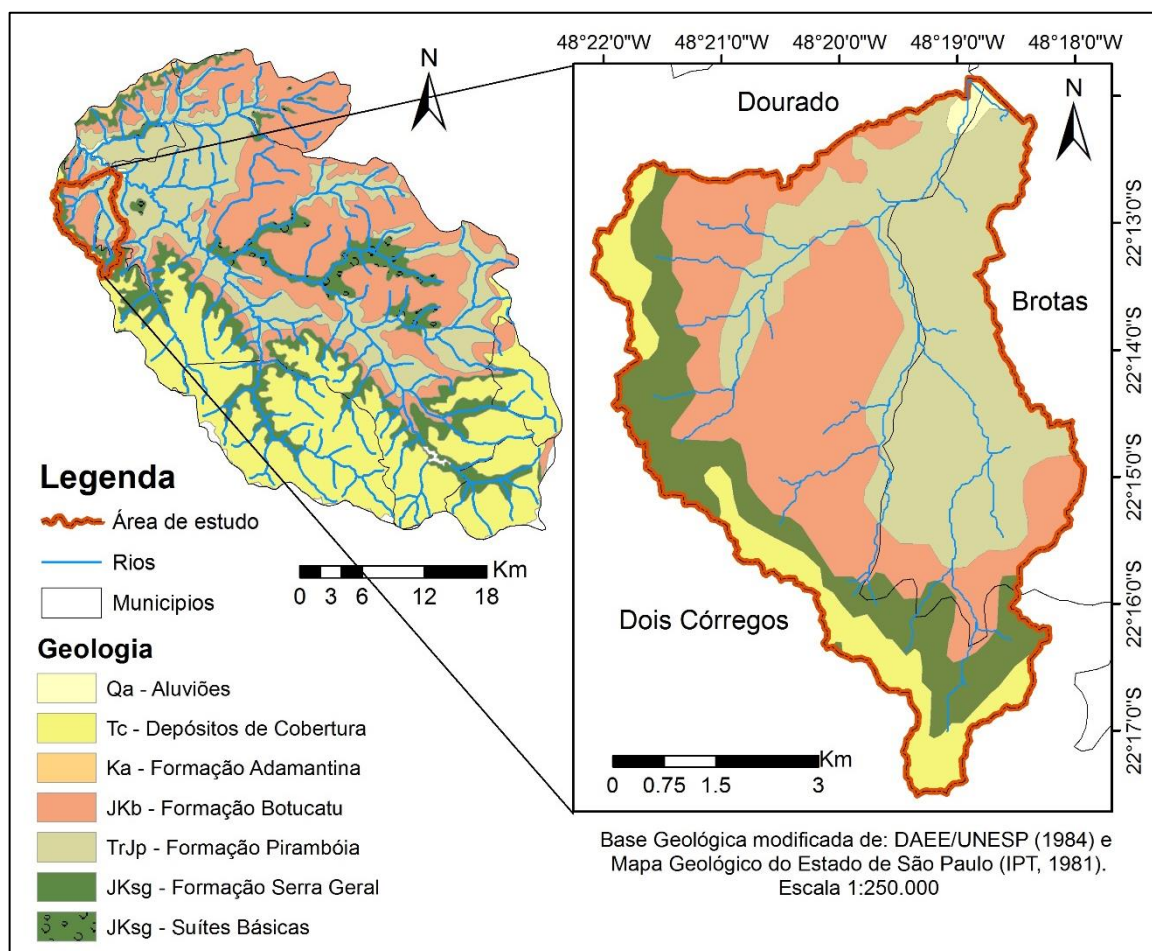 N
Legenda
Área de estudo
Rios
Municipios
Km
0 3 6 12 18
Geologia
Qa - Aluviões
Tc - Depósitos de Cobertura
Ka - Formação Adamantina
JKb - Formação Botucatu
TrJp - Formação Pirambóia
JKsg - Formação Serra Geral
JKsg - Suítes Básicas
48°22'0"W 48°21'0"W 48°20'0"W 48°19'0"W 48°18'0"W
N
Dourado
Brotas
Dois Córregos
22°13'0"S
22°14'0"S
22°15'0"S
22°16'0"S
22°17'0"S
Km
0 0.75 1.5 3
Base Geológica modificada de: DAEE/UNESP (1984) e
Mapa Geológico do Estado de São Paulo (IPT, 1981).
Escala 1:250.000